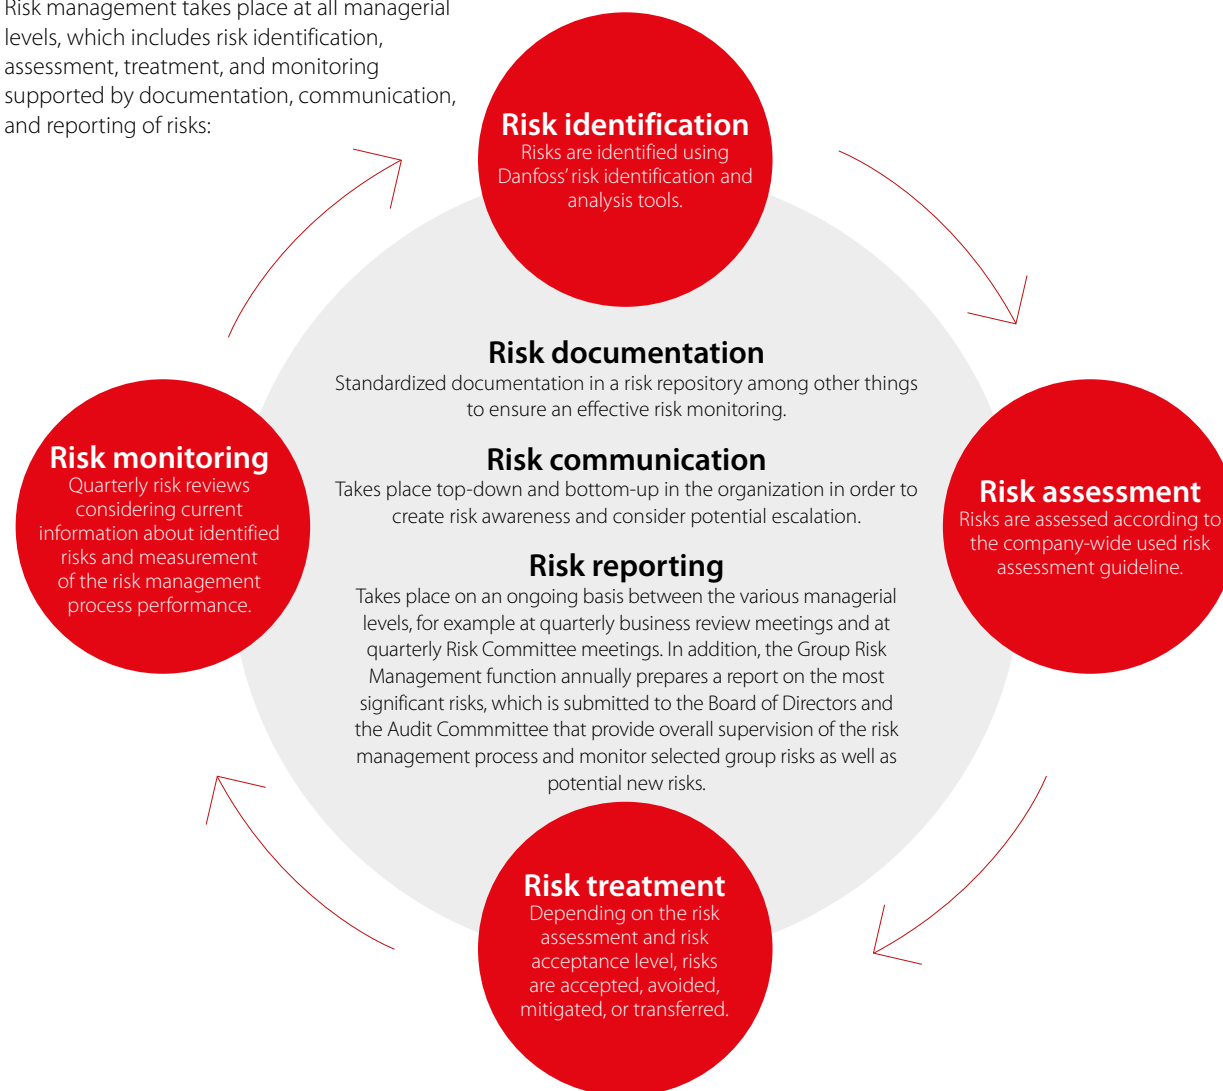 Risk management takes place at all managerial
levels, which includes risk identification,
assessment, treatment, and monitoring
supported by documentation, communication,
and reporting of risks:
Risk identification
Risks are identified using
Danfoss’ risk identification and
analysis tools.
Risk documentation
Standardized documentation in a risk repository among other things
to ensure an effective risk monitoring.
Risk communication
Takes place top-down and bottom-up in the organization in order to
create risk awareness and consider potential escalation.
Risk reporting
Takes place on an ongoing basis between the various managerial
levels, for example at quarterly business review meetings and at
quarterly Risk Committee meetings. In addition, the Group Risk
Management function annually prepares a report on the most
significant risks, which is submitted to the Board of Directors and
the Audit Commmittee that provide overall supervision of the risk
management process and monitor selected group risks as well as
potential new risks.
Risk monitoring
Quarterly risk reviews
considering current
information about identified
risks and measurement
of the risk management
process performance.
Risk assessment
Risks are assessed according to
the company-wide used risk
assessment guideline.
Risk treatment
Depending on the risk
assessment and risk
acceptance level, risks
are accepted, avoided,
mitigated, or transferred.